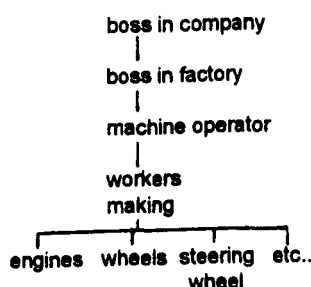 boss in company
boss in factory
machine operator
workers
making
engines wheels steering etc..
wheel